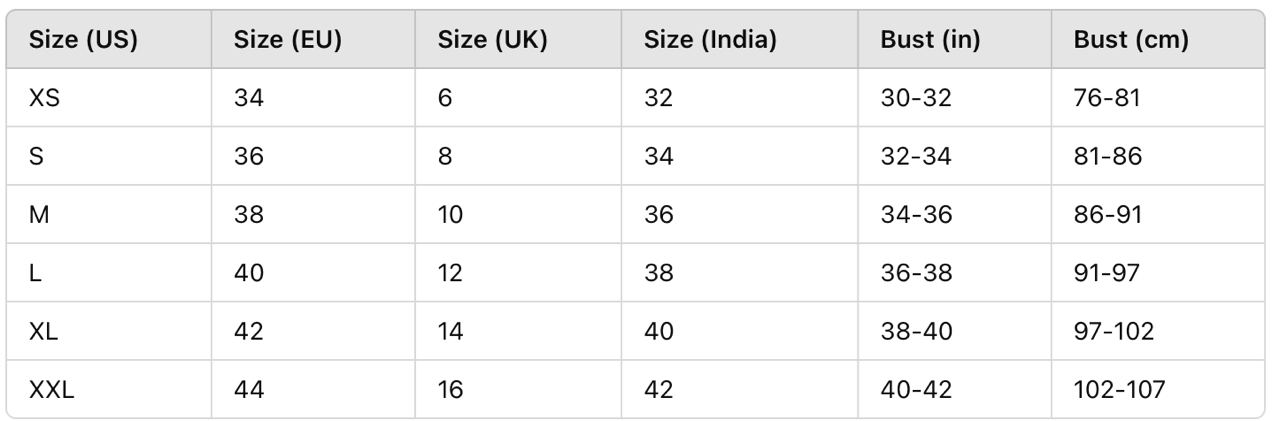 Size (US) Size (EU) Size (UK) Size (India) Bust (in) Bust (cm)
XS 34 6 32 30-32 76-81
S 36 8 34 32-34 81-86
M 38 10 36 34-36 86-91
L 40 12 38 36-38 91-97
XL 42 14 40 38-40 97-102
XXL 44 16 42 40-42 102-107